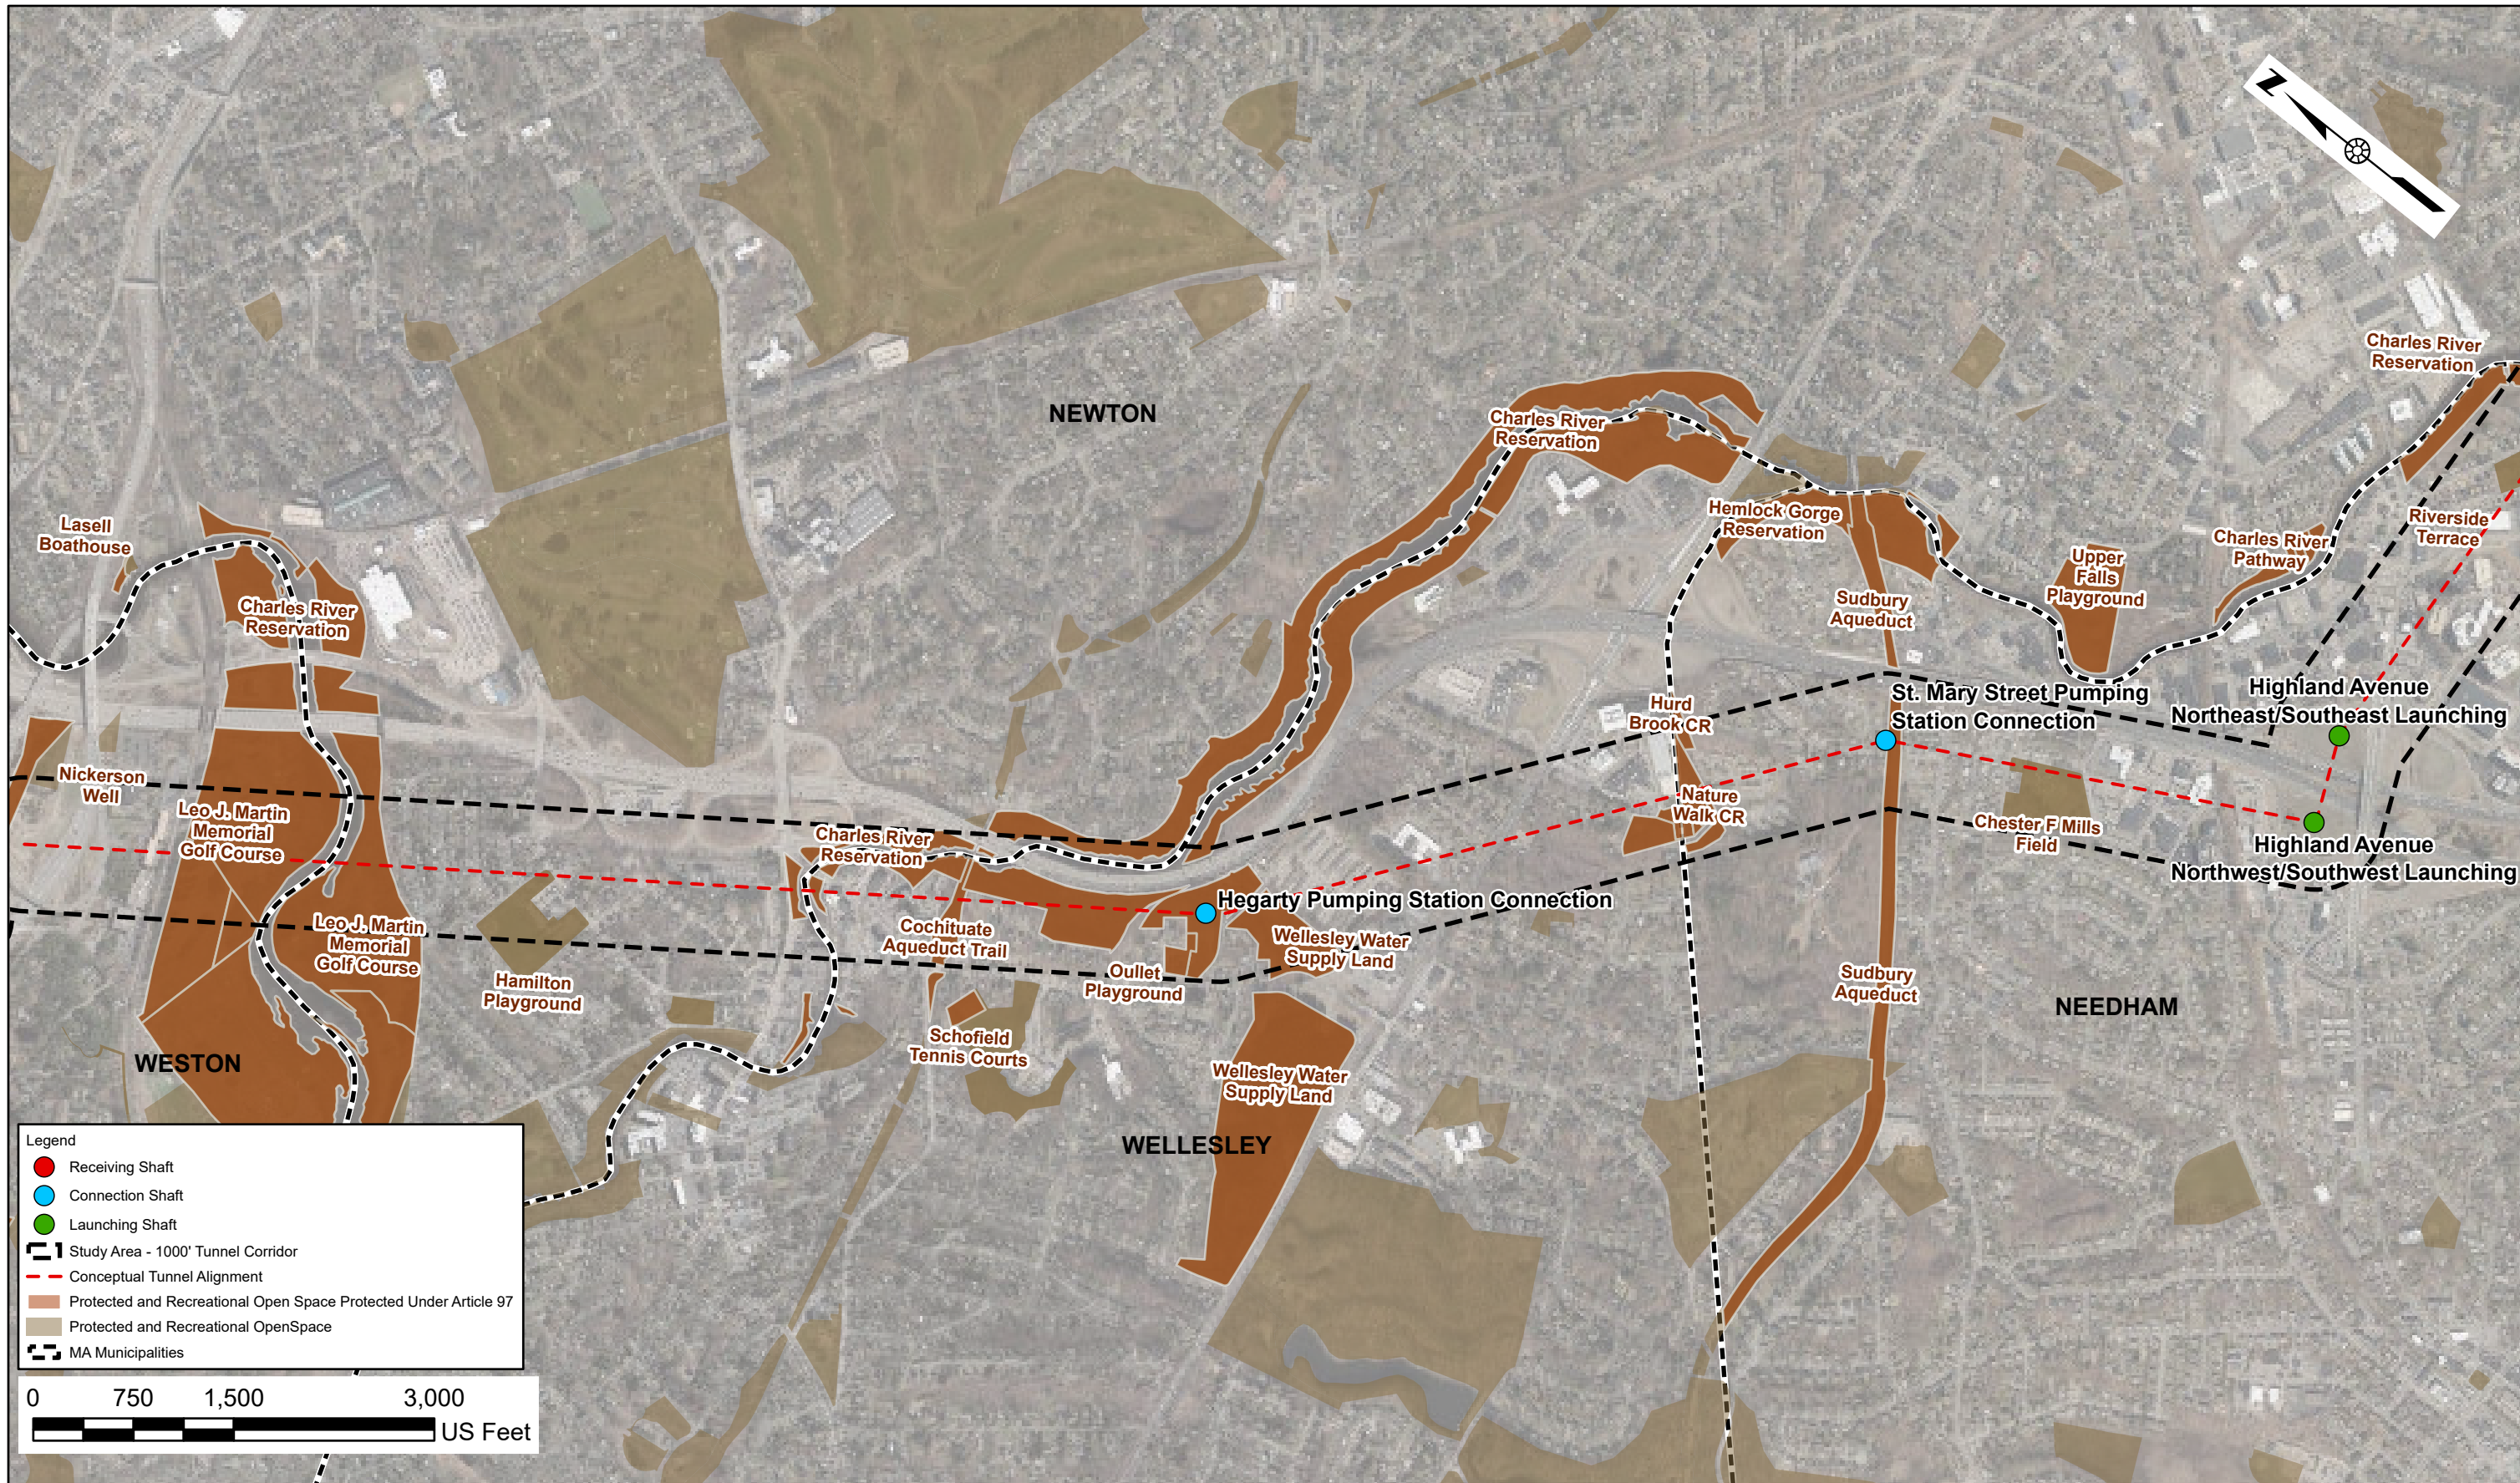 N
NEWTON
Charles River
Reservation
Charles River
Reservation
Lasell
Boathouse
Hemlock Gorge
Reservation
Riverside
Terrace
Charles River
Pathway
Upper
Falls
Playground
Charles River
Reservation
Sudbury
Aqueduct
St. Mary Street Pumping
Station Connection
Highland Avenue
Northeast/Southeast Launching
Hurd
Brook CR
Nickerson
Well
Leo J. Martin
Memorial
Golf Course
Nature
Walk CR
Charles River
Reservation
Chester F Mills
Field
Highland Avenue
Northwest/Southwest Launching
Hegarty Pumping Station Connection
Leo J. Martin
Memorial
Golf Course
Cochituate
Aqueduct Trail
Wellesley Water
Supply Land
Hamilton
Playground
Oullet
Playground
Sudbury
Aqueduct
NEEDHAM
Schofield
Tennis Courts
WESTON
Wellesley Water
Supply Land
WELLESLEY
Legend
Receiving Shaft
Connection Shaft
Launching Shaft
Study Area - 1000' Tunnel Corridor
Conceptual Tunnel Alignment
Protected and Recreational Open Space Protected Under Article 97
Protected and Recreational OpenSpace
MA Municipalities
0 750 1,500 3,000
US Feet